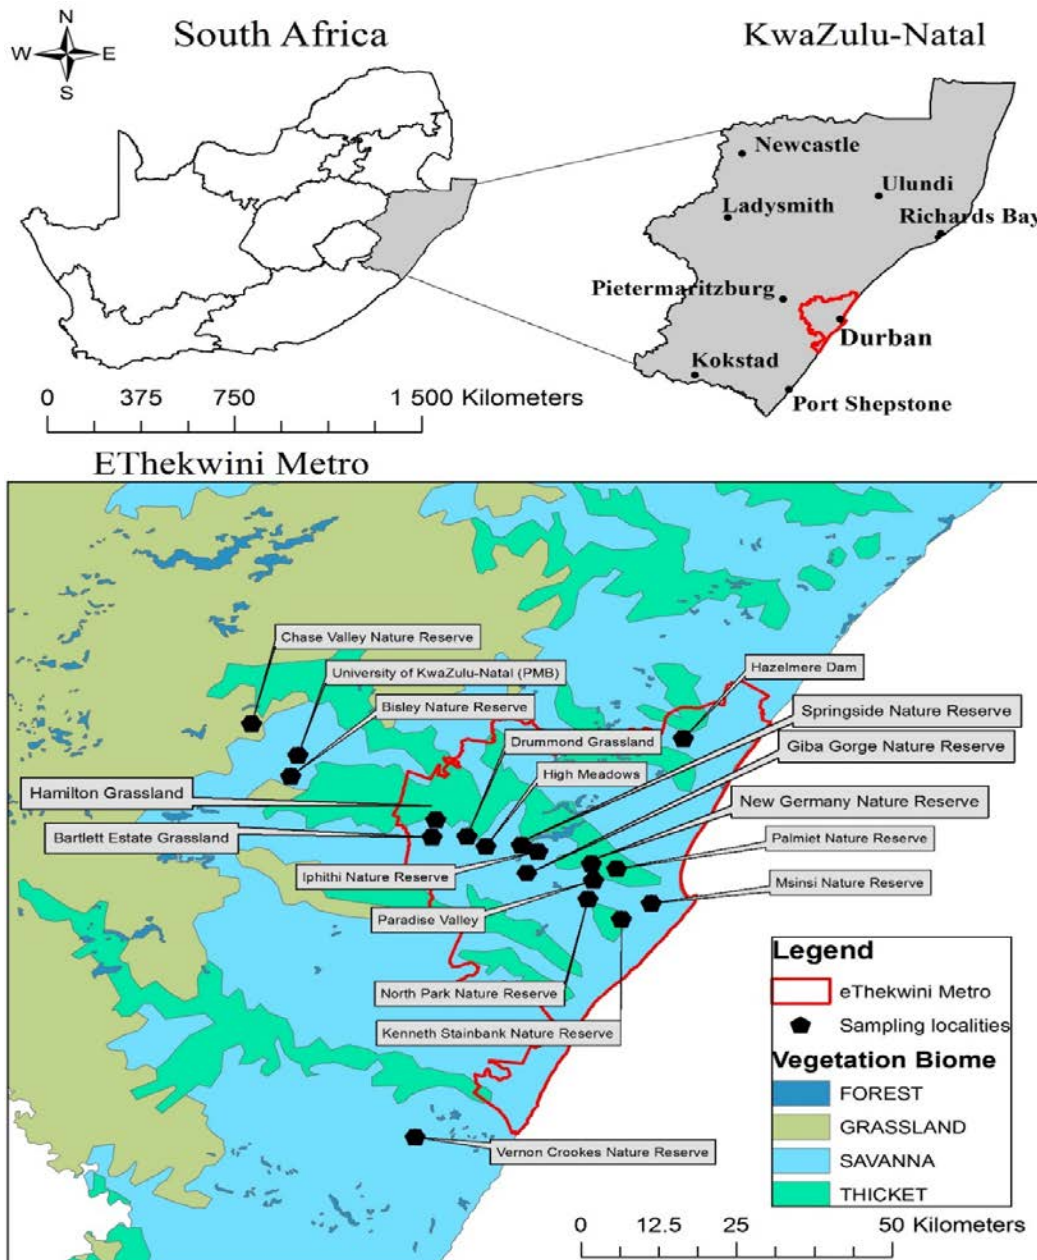 N
W E
S
South Africa
KwaZulu-Natal
Newcastle
Ulundi
Ladysmith
Richards Bay
Pietermaritzburg
Durban
Kokstad
Port Shepstone
0 375 750 1 500 Kilometers
EThekwini Metro
Chase Valley Nature Reserve
University of KwaZulu-Natal (PMB)
Hazelmere Dam
Bisley Nature Reserve
Springside Nature Reserve
Drummond Grassland
Giba Gorge Nature Reserve
High Meadows
Hamilton Grassland
New Germany Nature Reserve
Bartlett Estate Grassland
Palmiet Nature Reserve
Iphithi Nature Reserve
Msinsi Nature Reserve
Paradise Valley
North Park Nature Reserve
Kenneth Stainbank Nature Reserve
Vernon Crookes Nature Reserve
Legend
eThekwini Metro
Sampling localities
Vegetation Biome
FOREST
GRASSLAND
SAVANNA
THICKET
0 12.5 25 50 Kilometers